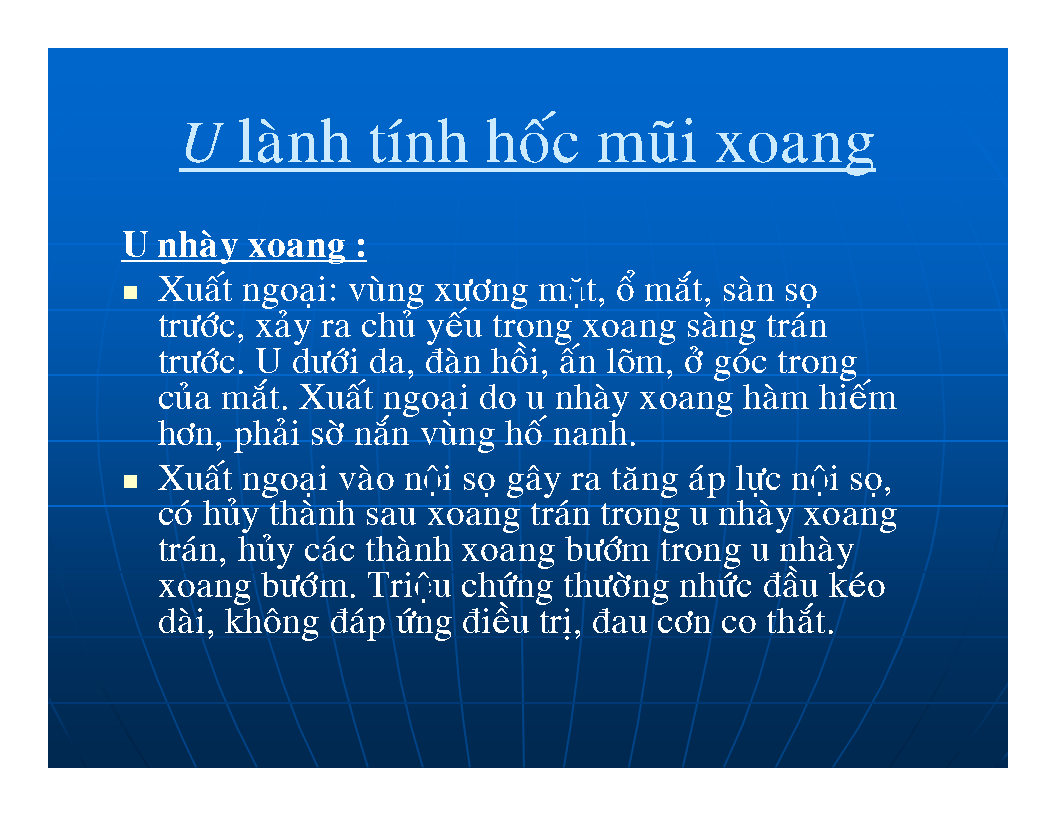 U lành tính hốc mũi xoang
U nhày xoang :
Xuất ngoại: vùng xương mặt, ổ mắt, sàn sọ
trước, xảy ra chủ yếu trong xoang sàng trán
trước. U dưới da, đàn hồi, ấn lõm, ở góc trong
của mắt. Xuất ngoại do u nhày xoang hàm hiếm
hơn, phải sờ nắn vùng hố nanh.
Xuất ngoại vào nội sọ gây ra tăng áp lực nội sọ,
có hủy thành sau xoang trán trong u nhày xoang
trán, hủy các thành xoang bướm trong u nhày
xoang bướm. Triệu chứng thường nhức đầu kéo
dài, không đáp ứng điều trị, đau cơn co thắt.